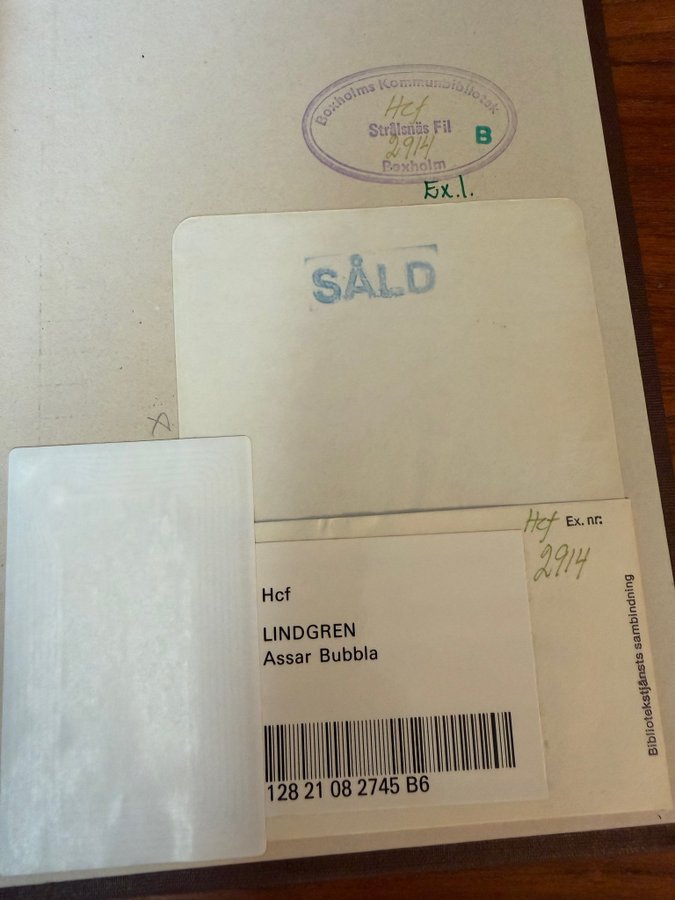 Boxholms Kommunbibliotek
Hcf
Strålsnäs Fil
B
2914
Boxholm
Ex.1.
SÅLD
Hcf Ex. nr:
2914
Hcf
LINDGREN
Assar Bubbla
128 21 08 2745 B6
Bibliotekstjänsts sambindning